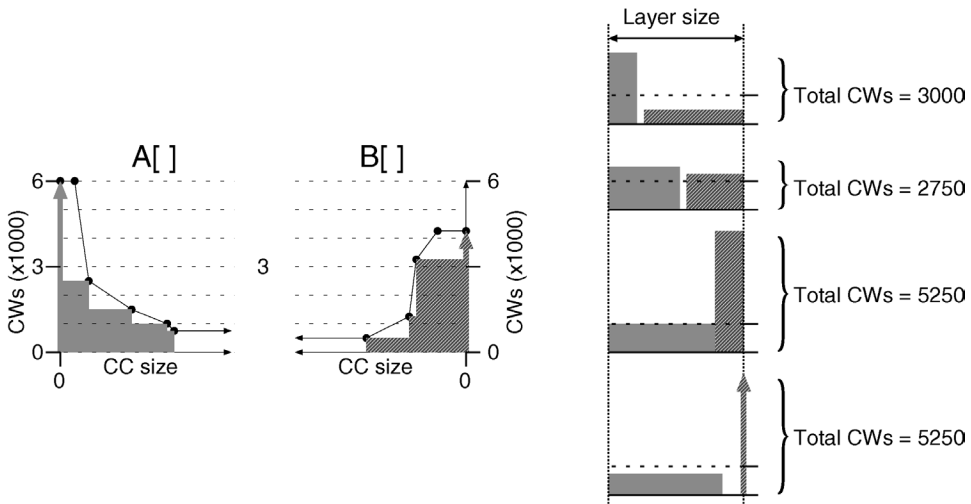 Layer size
Total CWs = 3000
Total CWs = 2750
Total CWs = 5250
Total CWs = 5250
A[ ]
6
3
0
CWs (x1000)
0
CC size
B[ ]
3
6
3
0
CWs (x1000)
CC size
0